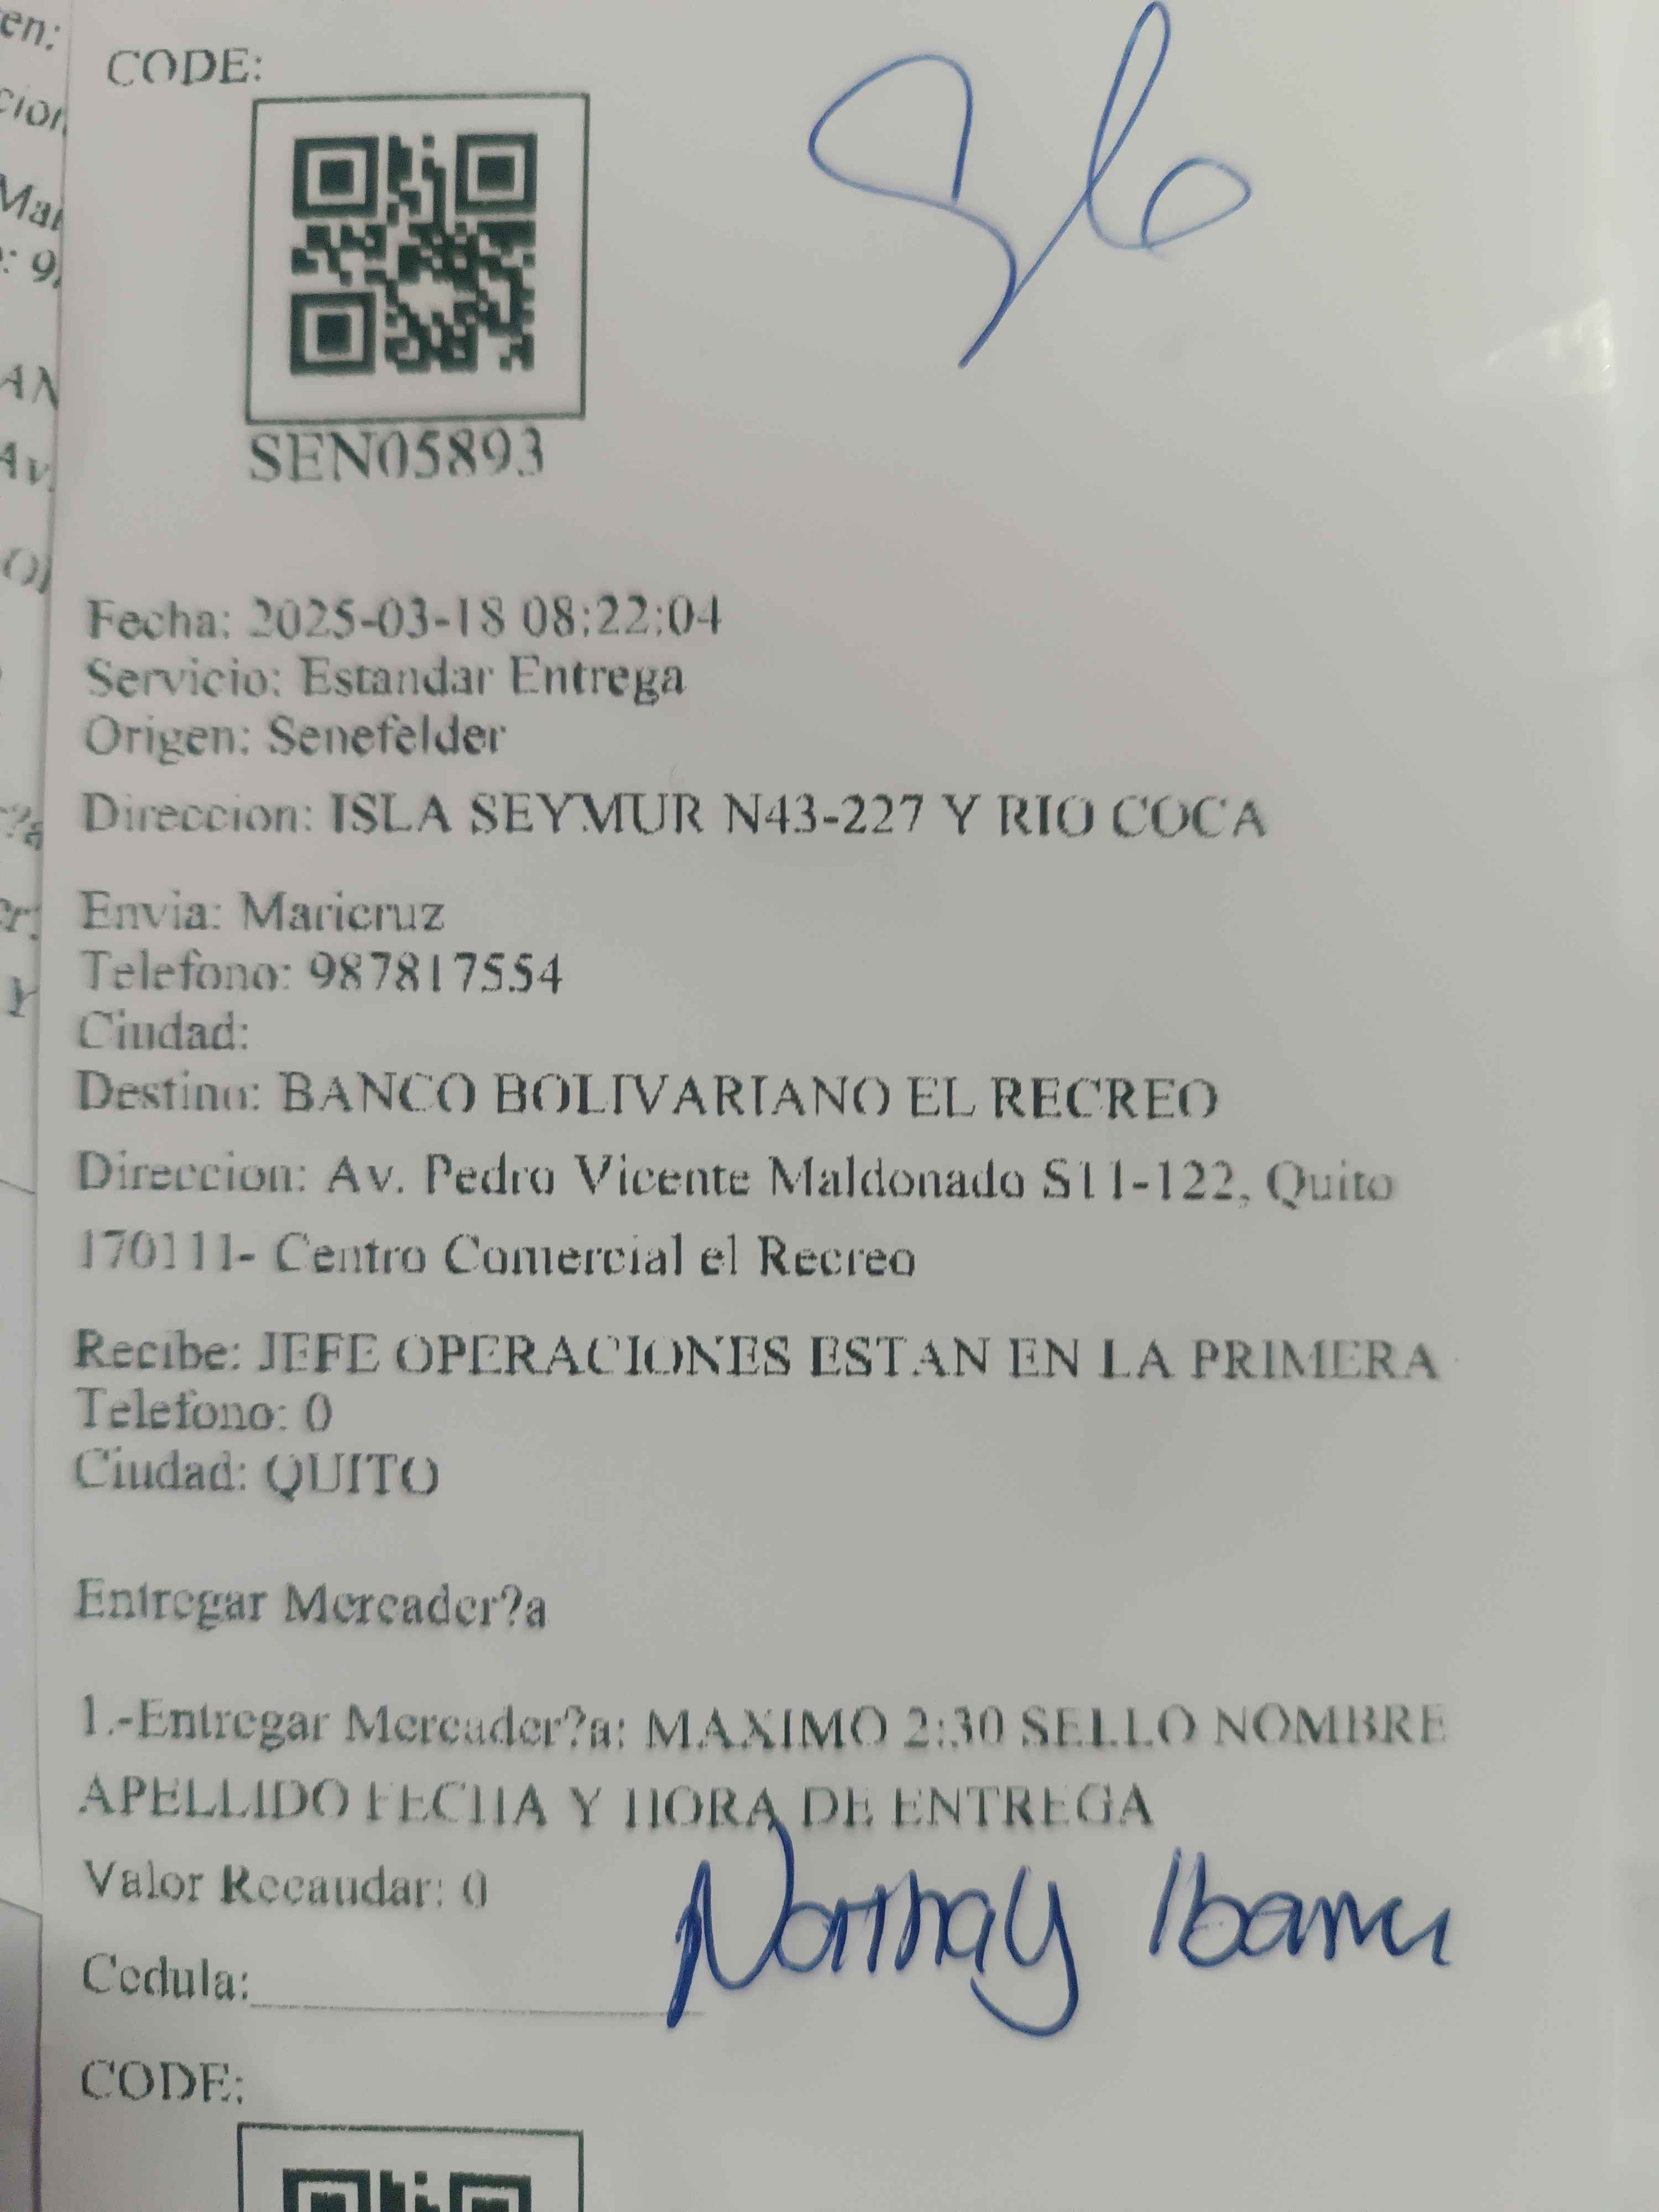 CODE:
SEN05893
Fecha: 2025-03-18 08:22:04
Servicio: Estandar Entrega
Origen: Senefelder
Direccion: ISLA SEYMUR N43-227 Y RIO COCA
Envia: Maricruz
Telefono: 987817554
Ciudad:
Destino: BANCO BOLIVARIANO EL RECREO
Direccion: Av. Pedro Vicente Maldonado S11-122, Quito
170111- Centro Comercial el Recreo
Recibe: JEFE OPERACIONES ESTAN EN LA PRIMERA
Telefono: 0
Ciudad: QUITO
Entregar Mercader?a
1.-Entregar Mercader?a: MAXIMO 2:30 SELLO NOMBRE
APELLIDO FECHA Y HORA DE ENTREGA
Valor Recaudar: 0
Cedula:
CODE: